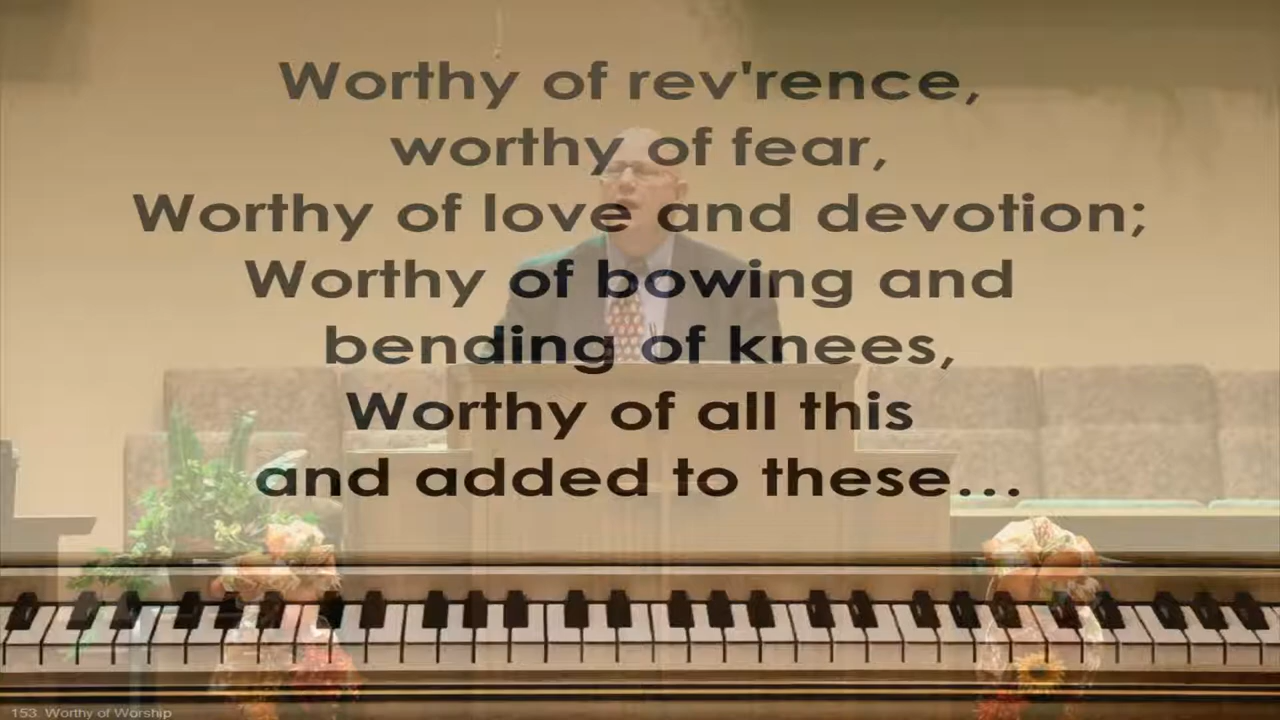 Worthy of rev'rence,
worthy of fear,
Worthy of love and devotion;
Worthy of bowing and
bending of knees,
Worthy of all this
and added to these...
153 Worthy of Worship